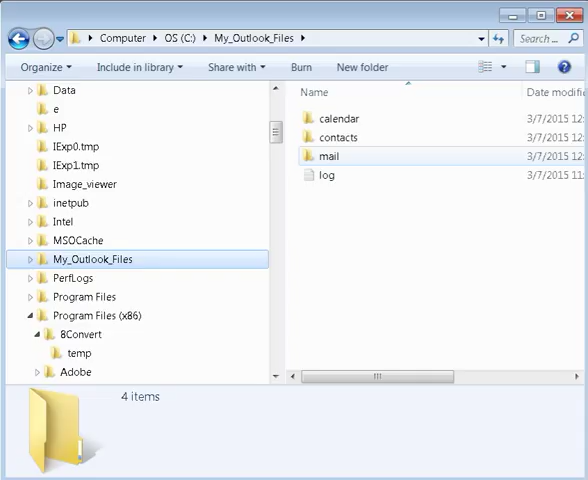 Computer OS (C:) My_Outlook_Files Search ...
Organize Include in library Share with Burn New folder
Data
e
HP
IExp0.tmp
IExp1.tmp
Image_viewer
inetpub
Intel
MSOCache
My_Outlook_Files
PerfLogs
Program Files
Program Files (x86)
8Convert
temp
Adobe
Name Date modifie
calendar 3/7/2015 12:
contacts 3/7/2015 12:
mail 3/7/2015 12:
log 3/7/2015 11:
4 items